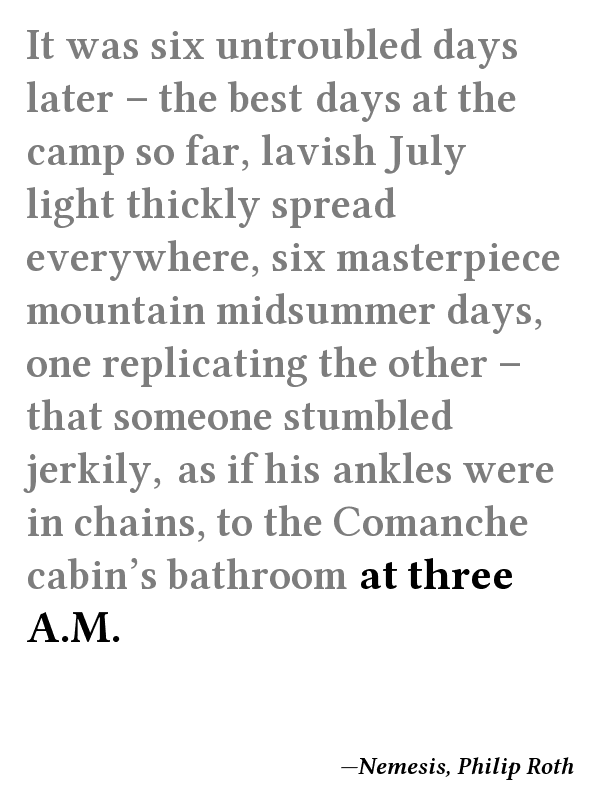 It was six untroubled days
later – the best days at the
camp so far, lavish July
light thickly spread
everywhere, six masterpiece
mountain midsummer days,
one replicating the other –
that someone stumbled
jerkily, as if his ankles were
in chains, to the Comanche
cabin’s bathroom at three
A.M.
—Nemesis, Philip Roth